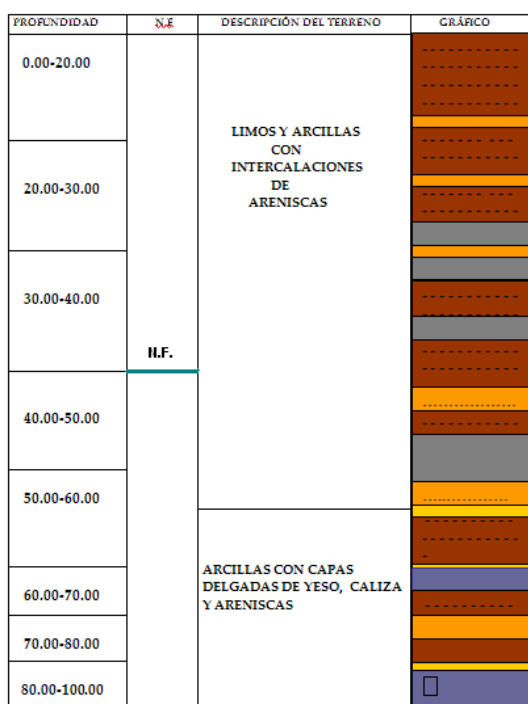 PROFUNDIDAD N.F. DESCRIPCIÓN DEL TERRENO GRÁFICO
0.00-20.00
LIMOS Y ARCILLAS
CON
INTERCALACIONES
DE
ARENISCAS
20.00-30.00
30.00-40.00
N.F.
40.00-50.00
50.00-60.00
ARCILLAS CON CAPAS
DELGADAS DE YESO, CALIZA
Y ARENISCAS
60.00-70.00
70.00-80.00
80.00-100.00